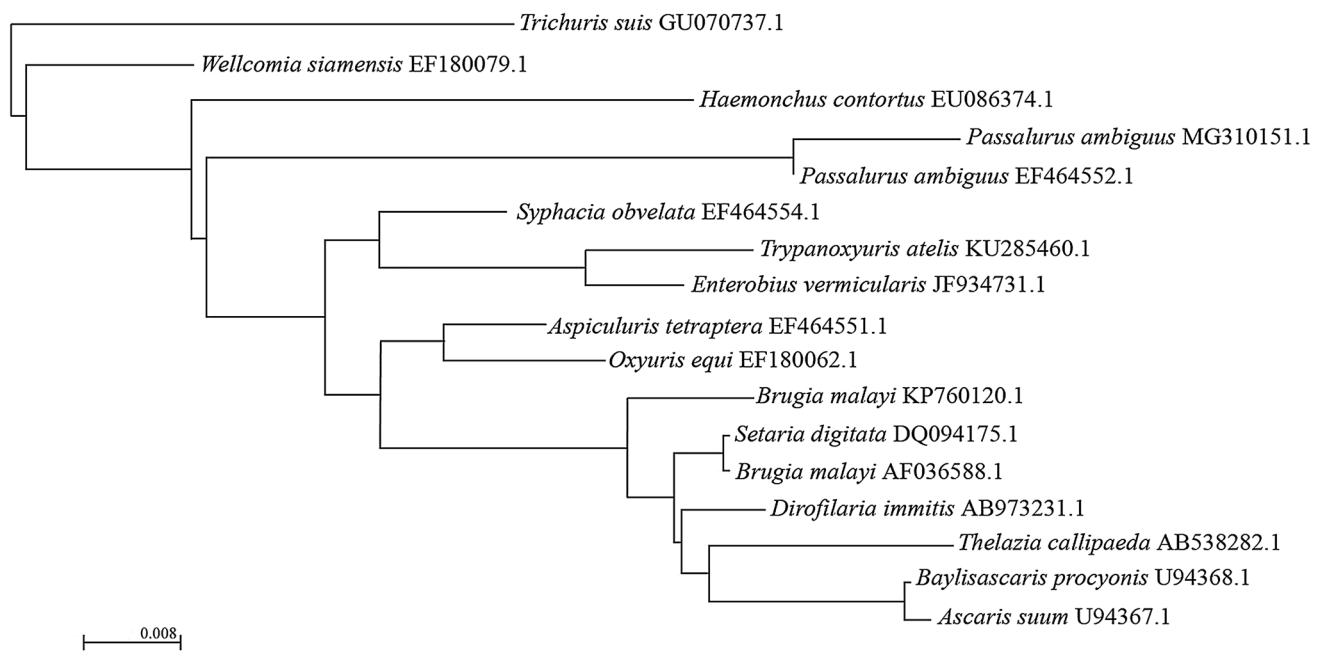 Trichuris suis GU070737.1
Wellcomia siamensis EF180079.1
Haemonchus contortus EU086374.1
Passalurus ambiguus MG310151.1
Passalurus ambiguus EF464552.1
Syphacia obvelata EF464554.1
Trypanoxyuris atelis KU285460.1
Enterobius vermicularis JF934731.1
Aspiculuris tetraptera EF464551.1
Oxyuris equi EF180062.1
Brugia malayi KP760120.1
Setaria digitata DQ094175.1
Brugia malayi AF036588.1
Dirofilaria immitis AB973231.1
Thelazia callipaeda AB538282.1
Baylisascaris procyonis U94368.1
Ascaris suum U94367.1
0.008